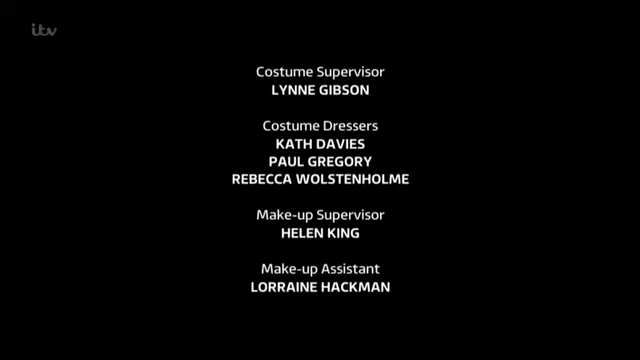 itv
Costume Supervisor
LYNNE GIBSON
Costume Dressers
KATH DAVIES
PAUL GREGORY
REBECCA WOLSTENHOLME
Make-up Supervisor
HELEN KING
Make-up Assistant
LORRAINE HACKMAN